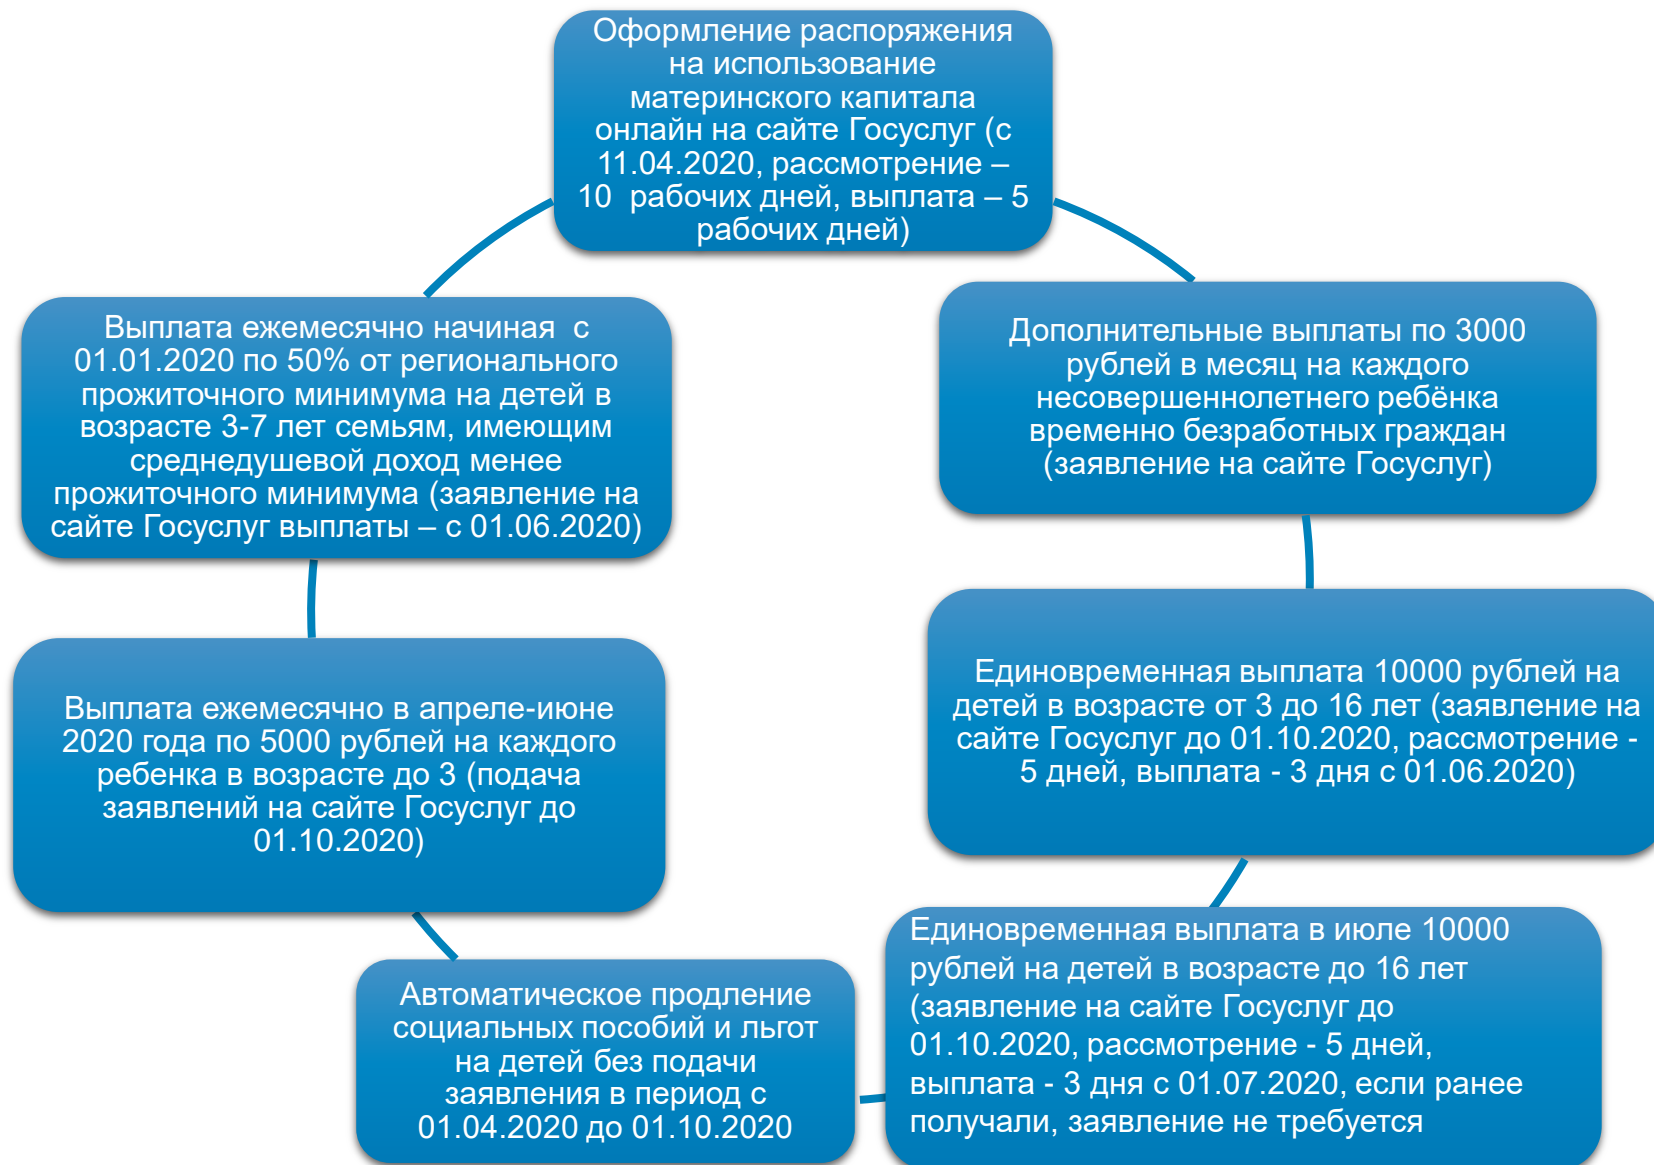 Оформление распоряжения
на использование
материнского капитала
онлайн на сайте Госуслуг (с
11.04.2020, рассмотрение –
10  рабочих дней, выплата – 5
рабочих дней)
Дополнительные выплаты по 3000
рублей в месяц на каждого
несовершеннолетнего ребёнка
временно безработных граждан
(заявление на сайте Госуслуг)
Единовременная выплата 10000 рублей на
детей в возрасте от 3 до 16 лет (заявление на
сайте Госуслуг до 01.10.2020, рассмотрение -
5 дней, выплата - 3 дня с 01.06.2020)
Единовременная выплата в июле 10000
рублей на детей в возрасте до 16 лет
(заявление на сайте Госуслуг до
01.10.2020, рассмотрение - 5 дней,
выплата - 3 дня с 01.07.2020, если ранее
получали, заявление не требуется
Автоматическое продление
социальных пособий и льгот
на детей без подачи
заявления в период с
01.04.2020 до 01.10.2020
Выплата ежемесячно в апреле-июне
2020 года по 5000 рублей на каждого
ребенка в возрасте до 3 (подача
заявлений на сайте Госуслуг до
01.10.2020)
Выплата ежемесячно начиная  с
01.01.2020 по 50% от регионального
прожиточного минимума на детей в
возрасте 3-7 лет семьям, имеющим
среднедушевой доход менее
прожиточного минимума (заявление на
сайте Госуслуг выплаты – с 01.06.2020)